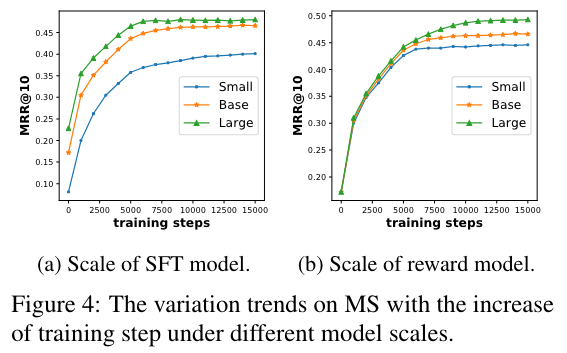 MRR@10
0.45
0.40
0.35
0.30
0.25
0.20
0.15
0.10
Small
Base
Large
0 2500 5000 7500 10000 12500 15000
training steps
MRR@10
0.50
0.45
0.40
0.35
0.30
0.25
0.20
Small
Base
Large
0 2500 5000 7500 10000 12500 15000
training steps
(a) Scale of SFT model.
(b) Scale of reward model.
Figure 4: The variation trends on MS with the increase
of training step under different model scales.